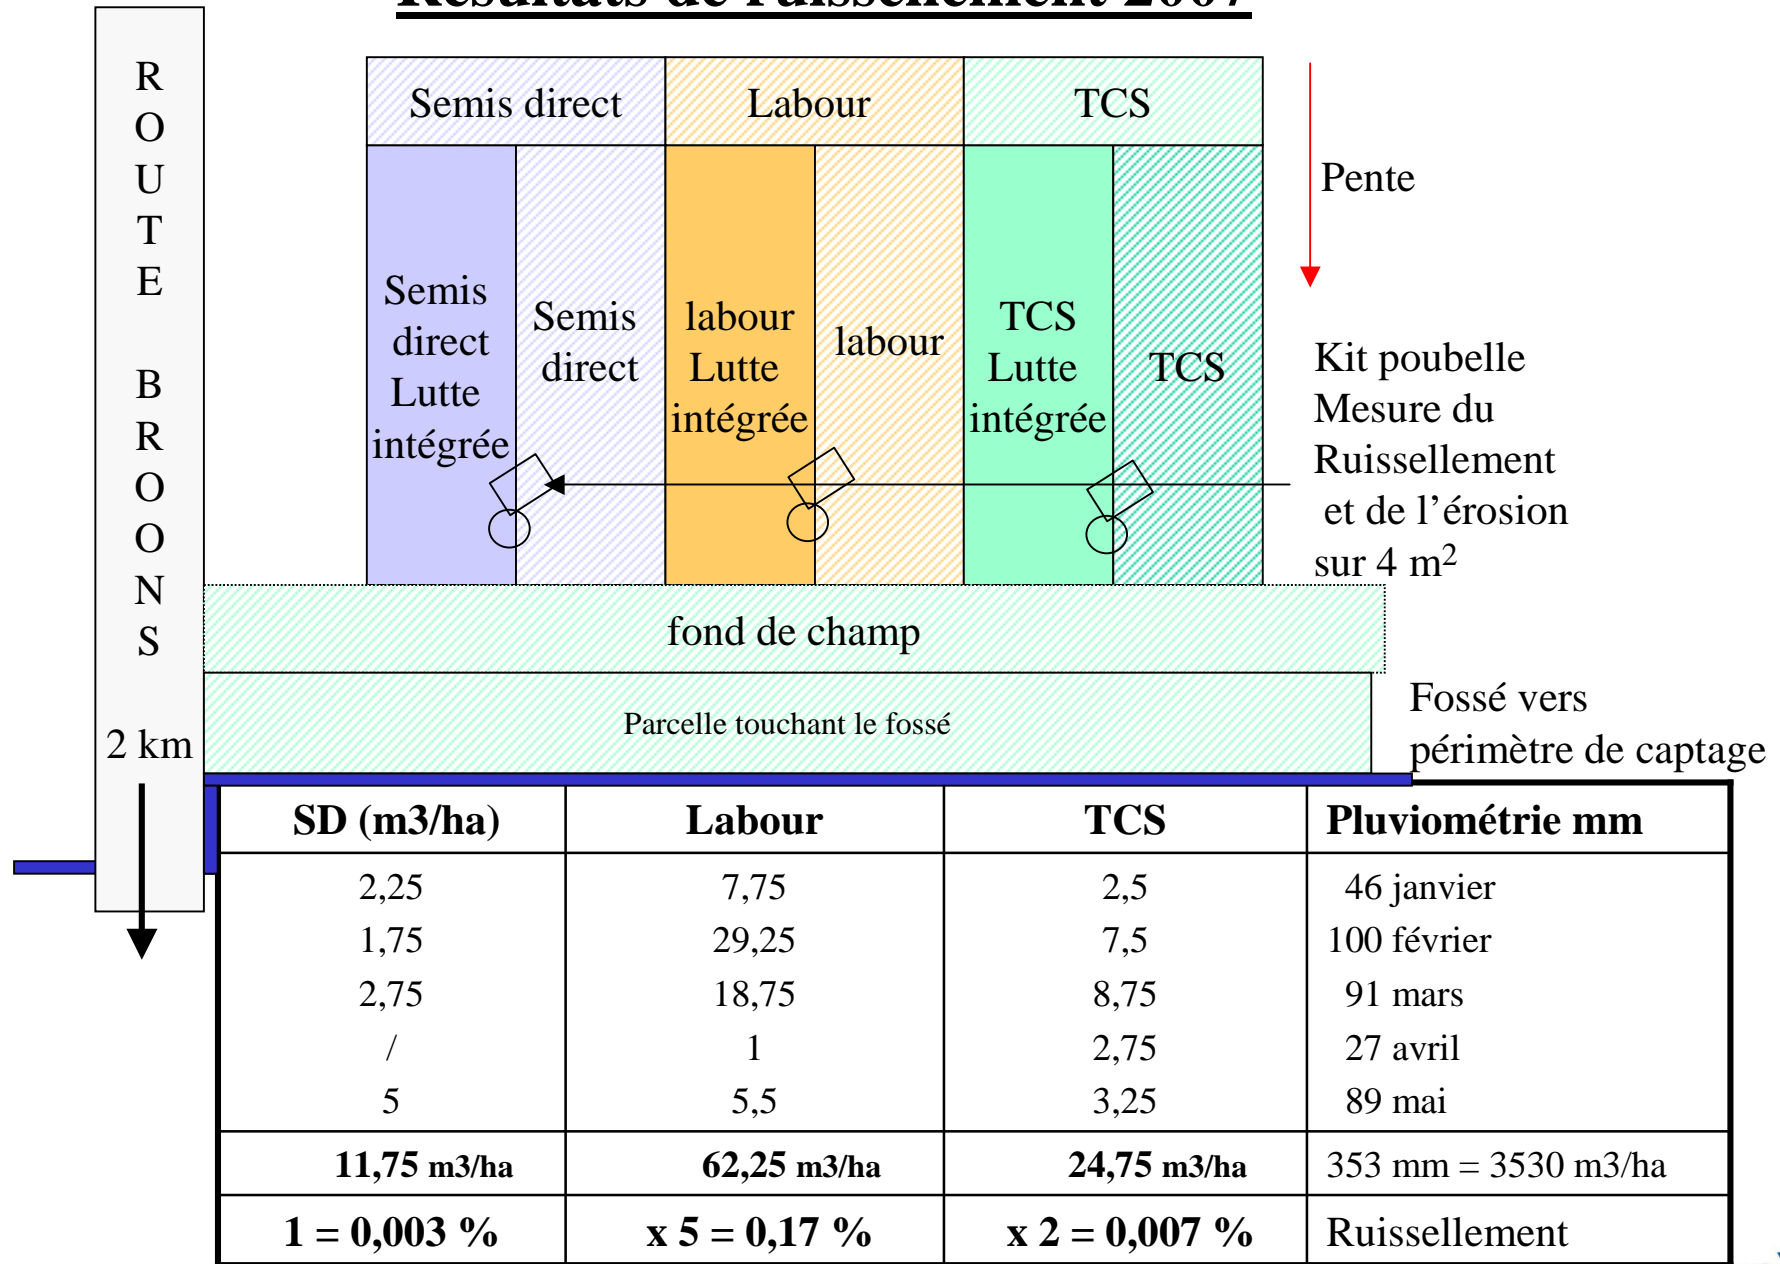 Résultats de ruissellement 2007
ROUTE BROONS
2 km
Semis direct
Labour
TCS
Semis
direct
Lutte
intégrée
Semis
direct
labour
Lutte
intégrée
labour
TCS
Lutte
intégrée
TCS
Pente
Kit poubelle
Mesure du
Ruissellement
et de l’érosion
sur 4 m2
fond de champ
Parcelle touchant le fossé
Fossé vers
périmètre de captage
SD (m3/ha) Labour TCS Pluviométrie mm
2,25 7,75 2,5 46 janvier
1,75 29,25 7,5 100 février
2,75 18,75 8,75 91 mars
/ 1 2,75 27 avril
5 5,5 3,25 89 mai
11,75 m3/ha 62,25 m3/ha 24,75 m3/ha 353 mm = 3530 m3/ha
1 = 0,003 % x 5 = 0,17 % x 2 = 0,007 % Ruissellement